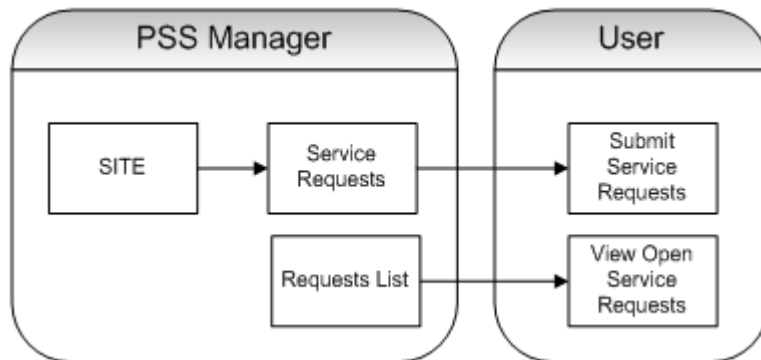 PSS Manager
User
SITE
Service
Requests
Submit
Service
Requests
Requests List
View Open
Service
Requests